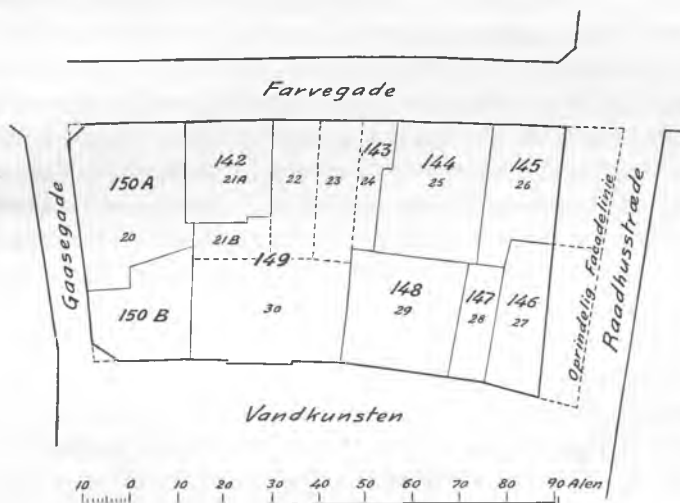 Farvegade
143
142
144
145
150A
21A
22
23
24
25
26
Gaasegade
20
21B
149
150 B
30
148
29
147
28
146
27
Oprindelig Facadelinie
Raadhusstræde
Vandkunsten
10 0 10 20 30 40 50 60 70 80 90 Alen